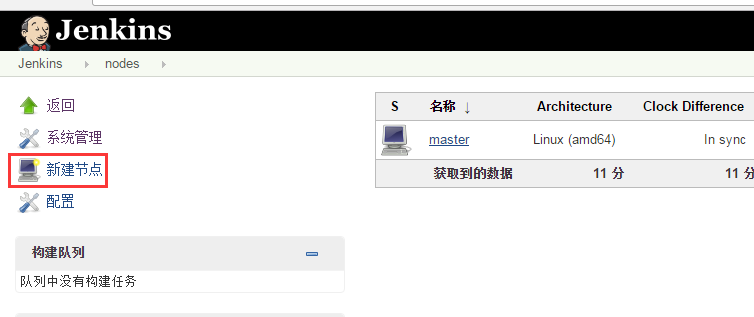 Jenkins
Jenkins nodes
返回
系统管理
新建节点
配置
构建队列
队列中没有构建任务
S 名称 ↓ Architecture Clock Difference
master Linux (amd64) In sync
获取到的数据 11 分 11 分